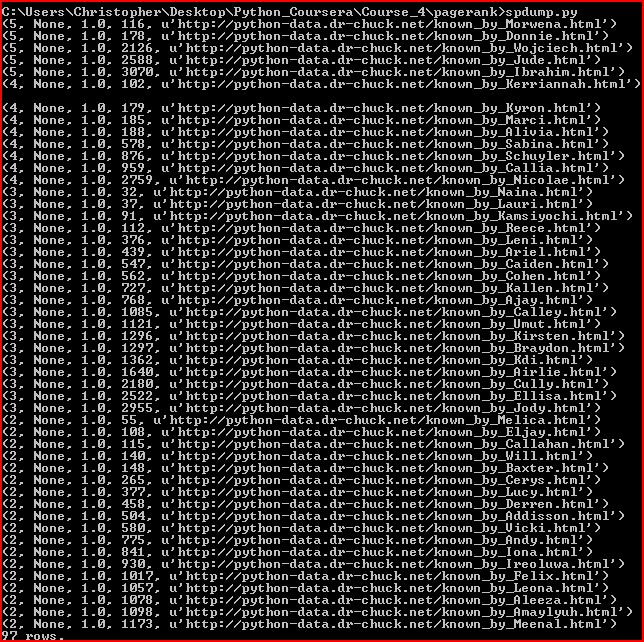 C:\Users\Christopher\Desktop\Python_Coursera\Course_4\pagerank>spdump.py
(5, None, 1.0, 116, u'http://python-data.dr-chuck.net/known_by_Morwenna.html')
(5, None, 1.0, 178, u'http://python-data.dr-chuck.net/known_by_Donnie.html')
(5, None, 1.0, 2126, u'http://python-data.dr-chuck.net/known_by_Wojciech.html')
(5, None, 1.0, 2588, u'http://python-data.dr-chuck.net/known_by_Jude.html')
(5, None, 1.0, 3070, u'http://python-data.dr-chuck.net/known_by_Ibrahim.html')
(4, None, 1.0, 102, u'http://python-data.dr-chuck.net/known_by_Kerriannah.html')
(4, None, 1.0, 179, u'http://python-data.dr-chuck.net/known_by_Kyron.html')
(4, None, 1.0, 185, u'http://python-data.dr-chuck.net/known_by_Marci.html')
(4, None, 1.0, 188, u'http://python-data.dr-chuck.net/known_by_Alivia.html')
(4, None, 1.0, 578, u'http://python-data.dr-chuck.net/known_by_Sabina.html')
(4, None, 1.0, 876, u'http://python-data.dr-chuck.net/known_by_Schuyler.html')
(4, None, 1.0, 959, u'http://python-data.dr-chuck.net/known_by_Callia.html')
(4, None, 1.0, 2759, u'http://python-data.dr-chuck.net/known_by_Nicolae.html')
(3, None, 1.0, 32, u'http://python-data.dr-chuck.net/known_by_Naina.html')
(3, None, 1.0, 37, u'http://python-data.dr-chuck.net/known_by_Lauri.html')
(3, None, 1.0, 91, u'http://python-data.dr-chuck.net/known_by_Kamsiyochi.html')
(3, None, 1.0, 112, u'http://python-data.dr-chuck.net/known_by_Reece.html')
(3, None, 1.0, 376, u'http://python-data.dr-chuck.net/known_by_Leni.html')
(3, None, 1.0, 439, u'http://python-data.dr-chuck.net/known_by_Ariel.html')
(3, None, 1.0, 547, u'http://python-data.dr-chuck.net/known_by_Caiden.html')
(3, None, 1.0, 562, u'http://python-data.dr-chuck.net/known_by_Cohen.html')
(3, None, 1.0, 727, u'http://python-data.dr-chuck.net/known_by_Kallen.html')
(3, None, 1.0, 768, u'http://python-data.dr-chuck.net/known_by_Ajay.html')
(3, None, 1.0, 1085, u'http://python-data.dr-chuck.net/known_by_Calley.html')
(3, None, 1.0, 1121, u'http://python-data.dr-chuck.net/known_by_Umut.html')
(3, None, 1.0, 1296, u'http://python-data.dr-chuck.net/known_by_Kirsten.html')
(3, None, 1.0, 1297, u'http://python-data.dr-chuck.net/known_by_Braydon.html')
(3, None, 1.0, 1362, u'http://python-data.dr-chuck.net/known_by_Kdi.html')
(3, None, 1.0, 1640, u'http://python-data.dr-chuck.net/known_by_Airlie.html')
(3, None, 1.0, 2180, u'http://python-data.dr-chuck.net/known_by_Cully.html')
(3, None, 1.0, 2522, u'http://python-data.dr-chuck.net/known_by_Ellisa.html')
(3, None, 1.0, 2955, u'http://python-data.dr-chuck.net/known_by_Jody.html')
(2, None, 1.0, 55, u'http://python-data.dr-chuck.net/known_by_Melica.html')
(2, None, 1.0, 108, u'http://python-data.dr-chuck.net/known_by_Eljay.html')
(2, None, 1.0, 115, u'http://python-data.dr-chuck.net/known_by_Callahan.html')
(2, None, 1.0, 140, u'http://python-data.dr-chuck.net/known_by_Will.html')
(2, None, 1.0, 148, u'http://python-data.dr-chuck.net/known_by_Baxter.html')
(2, None, 1.0, 265, u'http://python-data.dr-chuck.net/known_by_Cerys.html')
(2, None, 1.0, 377, u'http://python-data.dr-chuck.net/known_by_Lucy.html')
(2, None, 1.0, 458, u'http://python-data.dr-chuck.net/known_by_Derren.html')
(2, None, 1.0, 504, u'http://python-data.dr-chuck.net/known_by_Addisson.html')
(2, None, 1.0, 580, u'http://python-data.dr-chuck.net/known_by_Vicki.html')
(2, None, 1.0, 775, u'http://python-data.dr-chuck.net/known_by_Andy.html')
(2, None, 1.0, 841, u'http://python-data.dr-chuck.net/known_by_Iona.html')
(2, None, 1.0, 930, u'http://python-data.dr-chuck.net/known_by_Ireoluwa.html')
(2, None, 1.0, 1017, u'http://python-data.dr-chuck.net/known_by_Felix.html')
(2, None, 1.0, 1057, u'http://python-data.dr-chuck.net/known_by_Leona.html')
(2, None, 1.0, 1078, u'http://python-data.dr-chuck.net/known_by_Aleeza.html')
(2, None, 1.0, 1098, u'http://python-data.dr-chuck.net/known_by_Amaylyuh.html')
(2, None, 1.0, 1173, u'http://python-data.dr-chuck.net/known_by_Meenal.html')
97 rows.